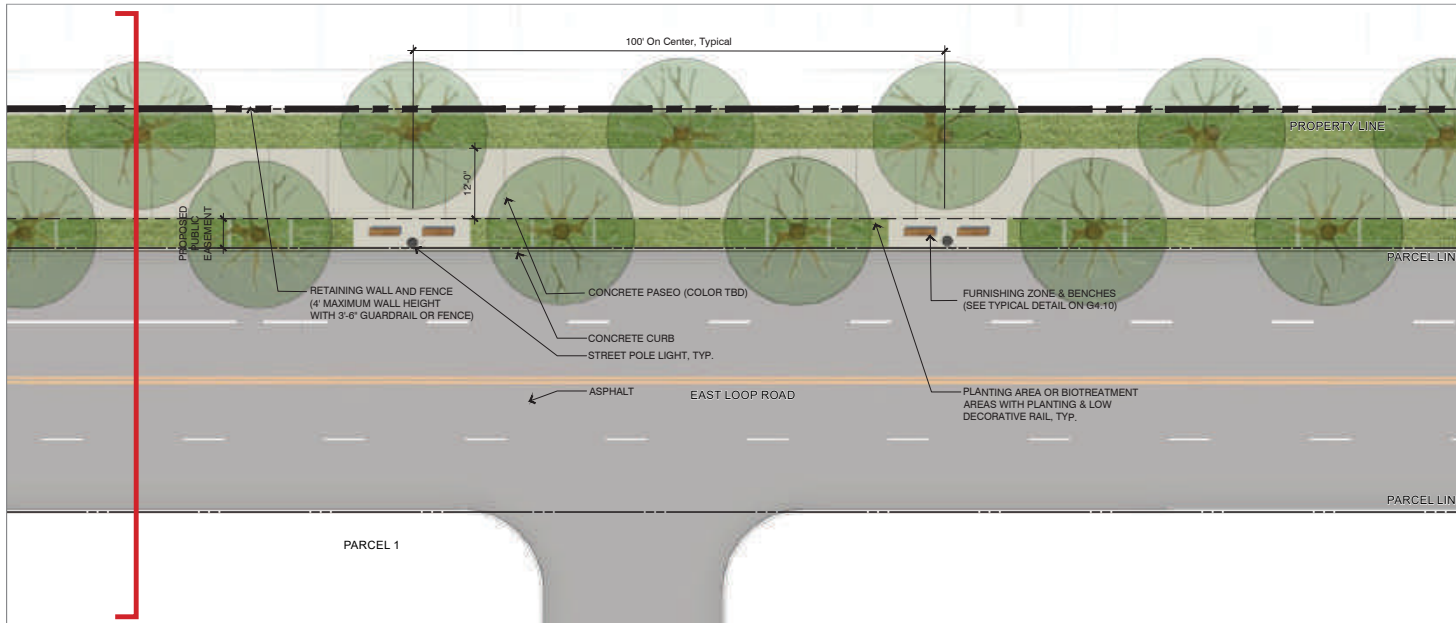 100' On Center, Typical
PROPERTY LINE
12'-0"
PROPOSED
PUBLIC
EASEMENT
PARCEL LIN
RETAINING WALL AND FENCE
(4' MAXIMUM WALL HEIGHT
WITH 3'-6" GUARDRAIL OR FENCE)
CONCRETE PASEO (COLOR TBD)
FURNISHING ZONE & BENCHES
(SEE TYPICAL DETAIL ON G4.10)
CONCRETE CURB
STREET POLE LIGHT, TYP.
ASPHALT
EAST LOOP ROAD
PLANTING AREA OR BIOTREATMENT
AREAS WITH PLANTING & LOW
DECORATIVE RAIL, TYP.
PARCEL LIN
PARCEL 1